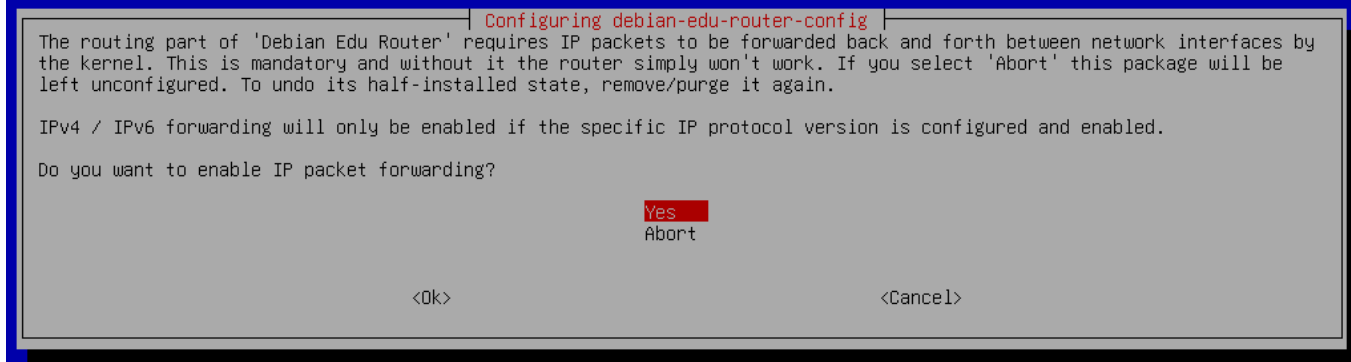 Configuring debian-edu-router-config
The routing part of 'Debian Edu Router' requires IP packets to be forwarded back and forth between network interfaces by
the kernel. This is mandatory and without it the router simply won't work. If you select 'Abort' this package will be
left unconfigured. To undo its half-installed state, remove/purge it again.
IPv4 / IPv6 forwarding will only be enabled if the specific IP protocol version is configured and enabled.
Do you want to enable IP packet forwarding?
Yes
Abort
<Ok> <Cancel>